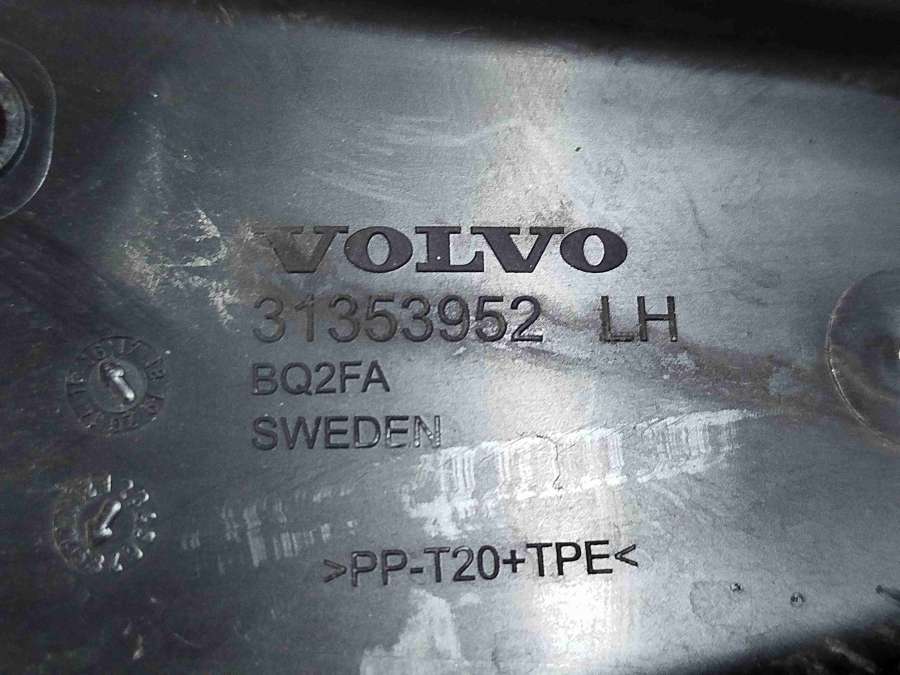 VOLVO
31353952 LH
BQ2FA
SWEDEN
>PP-T20+TPE<